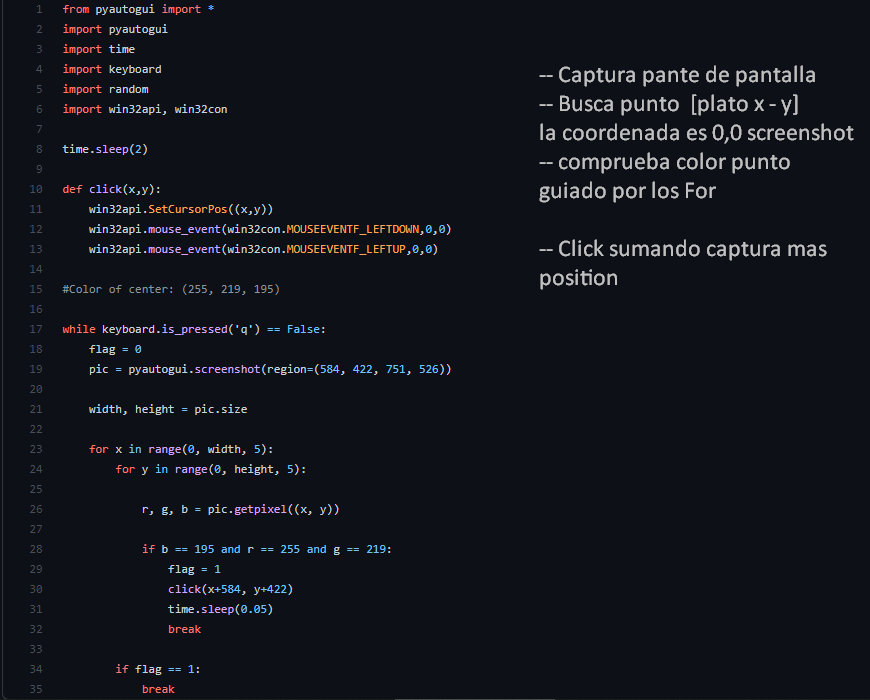 1 from pyautogui import *
2 import pyautogui
3 import time
4 import keyboard
5 import random
6 import win32api, win32con
7
8 time.sleep(2)
9
10 def click(x,y):
11 win32api.SetCursorPos((x,y))
12 win32api.mouse_event(win32con.MOUSEEVENTF_LEFTDOWN,0,0)
13 win32api.mouse_event(win32con.MOUSEEVENTF_LEFTUP,0,0)
14
15 #Color of center: (255, 219, 195)
16
17 while keyboard.is_pressed('q') == False:
18 flag = 0
19 pic = pyautogui.screenshot(region=(584, 422, 751, 526))
20
21 width, height = pic.size
22
23 for x in range(0, width, 5):
24 for y in range(0, height, 5):
25
26 r, g, b = pic.getpixel((x, y))
27
28 if b == 195 and r == 255 and g == 219:
29 flag = 1
30 click(x+584, y+422)
31 time.sleep(0.05)
32 break
33
34 if flag == 1:
35 break
-- Captura pante de pantalla
-- Busca punto [plato x - y]
la coordenada es 0,0 screenshot
-- comprueba color punto
guiado por los For
-- Click sumando captura mas
position